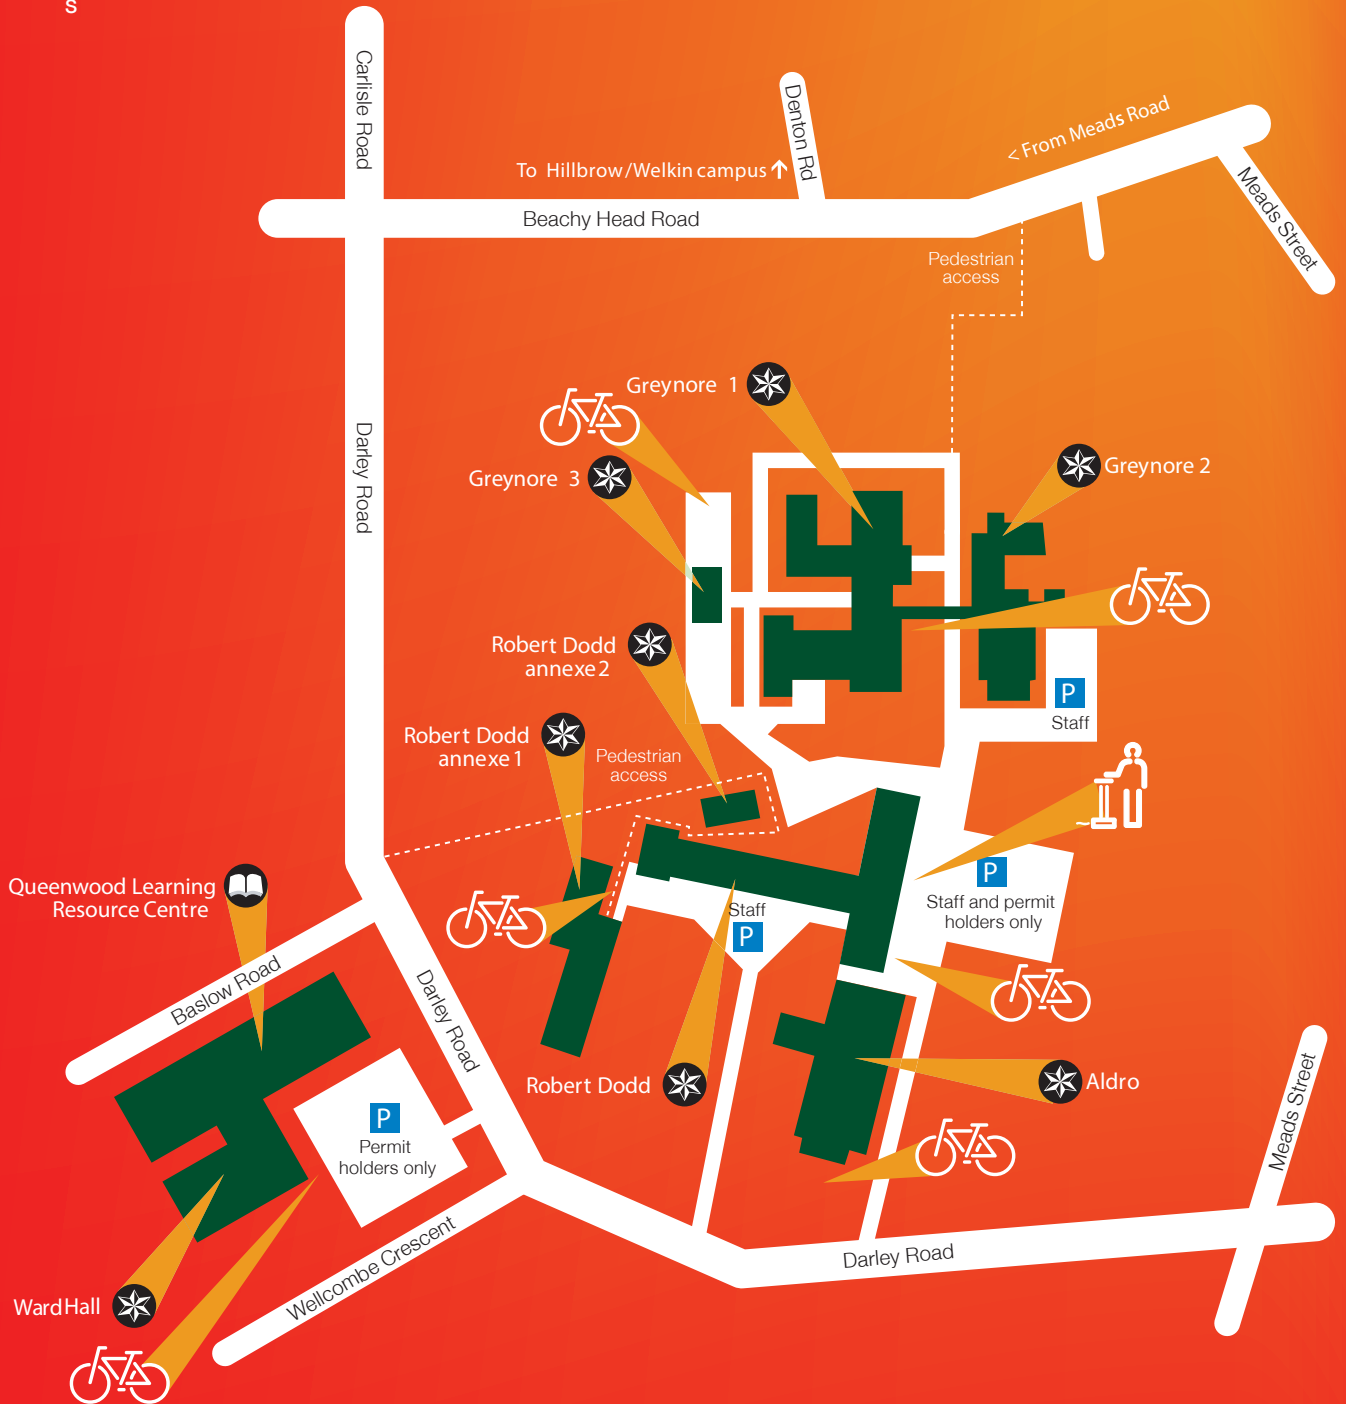 s
Carlisle Road
Denton Rd
< From Meads Road
To Hillbrow/Welkin campus
Beachy Head Road
Meads Street
Pedestrian
access
Greynore 1
Darley Road
Greynore 3
Greynore 2
Robert Dodd
annexe 2
P
Staff
Robert Dodd
annexe 1
Pedestrian
access
P
Staff and permit
holders only
Queenwood Learning
Resource Centre
Staff
P
Baslow Road
Darley Road
Robert Dodd
Aldro
P
Permit
holders only
Meads Street
Wellcombe Crescent
Darley Road
Ward Hall